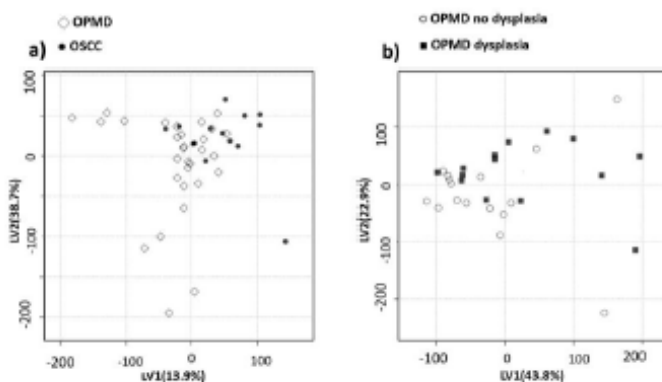 OPMD
OSCC
a)
100
0
-100
-200
LV2(38.7%)
-200
-100
0
100
LV1(13.9%)
OPMD no dysplasia
OPMD dysplasia
b)
200
100
0
-100
-200
LV2(22.9%)
-100
0
100
200
LV1(43.8%)